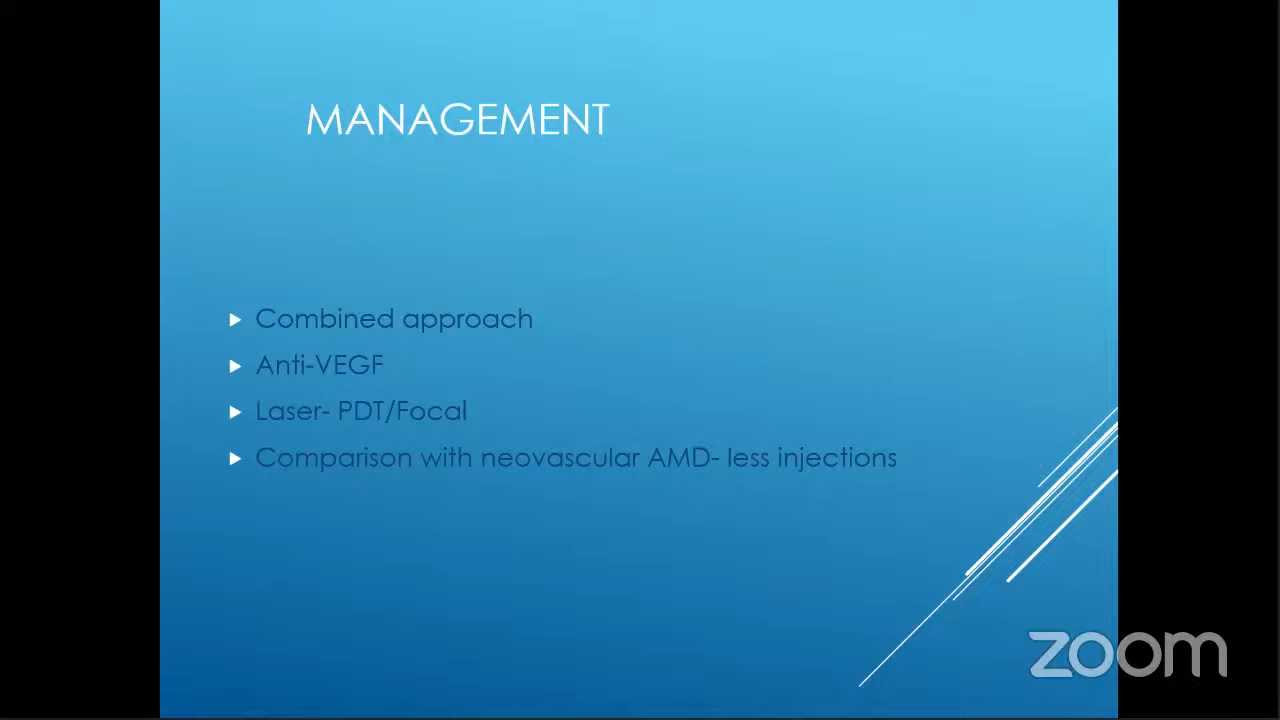 MANAGEMENT
Combined approach
Anti-VEGF
Laser- PDT/Focal
Comparison with neovascular AMD- less injections
zoom